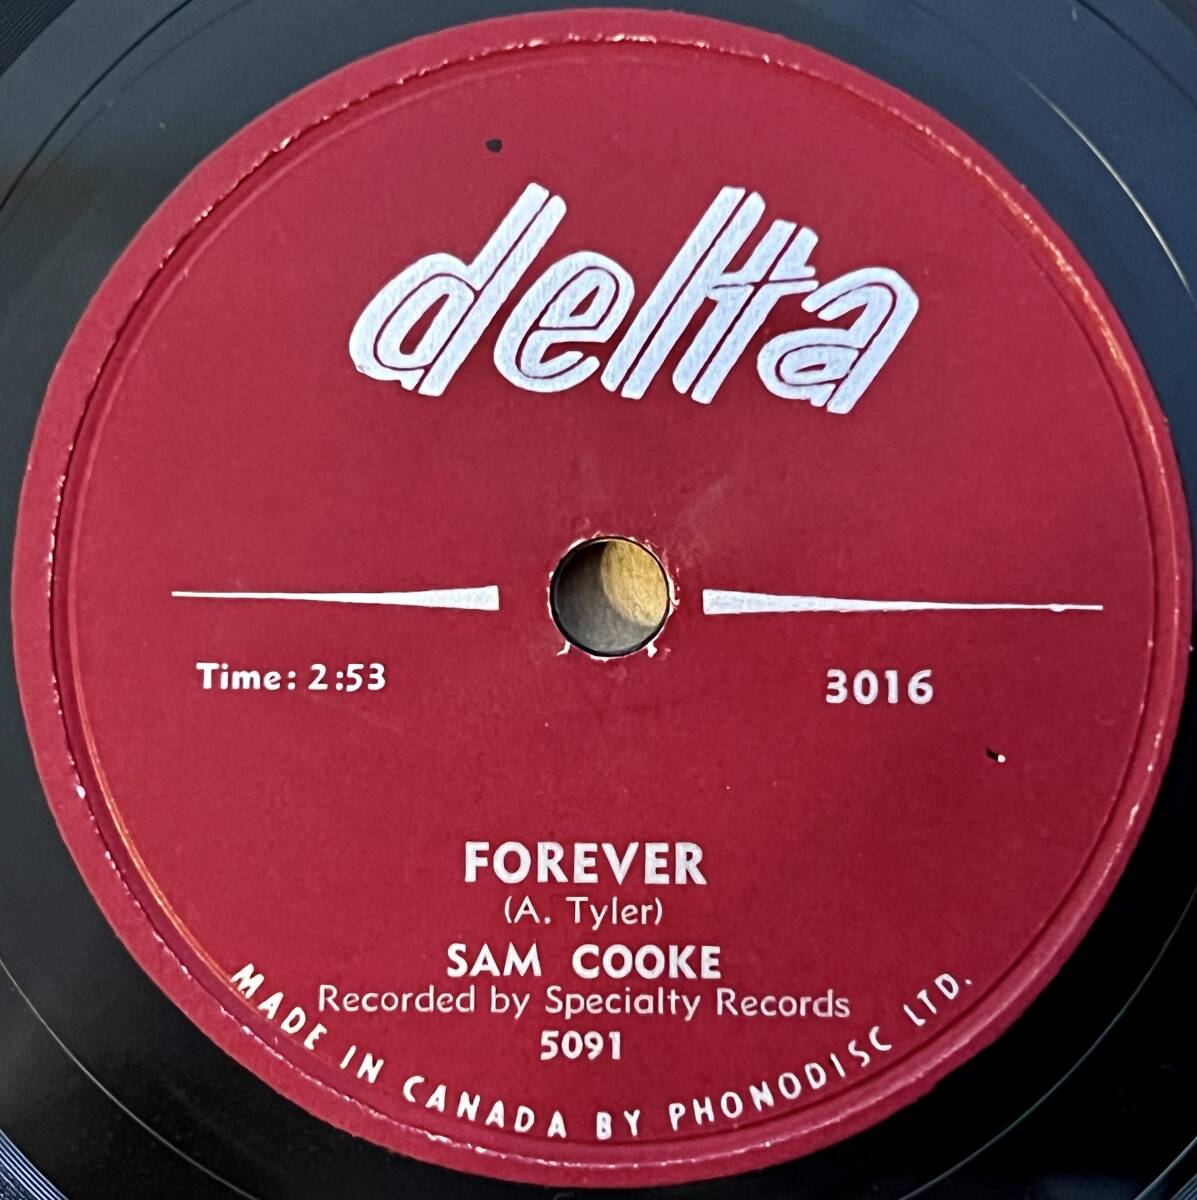 delta
Time: 2:53
3016
FOREVER
(A. Tyler)
SAM COOKE
Recorded by Specialty Records
5091
MADE IN CANADA BY PHONODISC LTD.